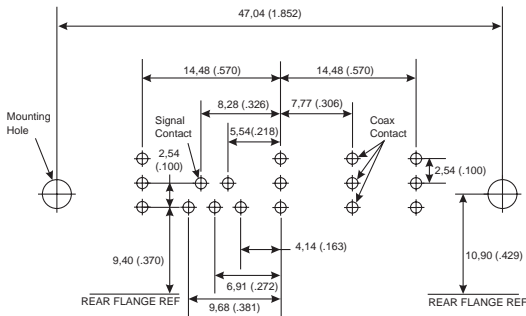 47,04 (1.852)
14,48 (.570)
14,48 (.570)
8,28 (.326)
7,77 (.306)
Mounting
Hole
Signal
Contact
Coax
Contact
5,54(.218)
2,54
(.100)
2,54 (.100)
4,14 (.163)
9,40 (.370)
10,90 (.429)
6,91 (.272)
REAR FLANGE REF
REAR FLANGE REF
9,68 (.381)